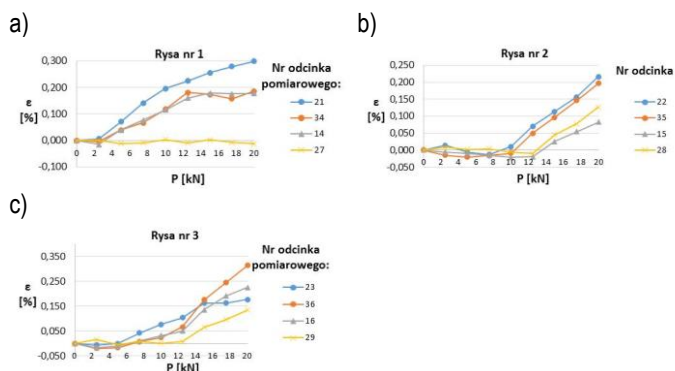 a)
Rysa nr 1
0,300
0,200
0,100
0,000
-0,100
ε
[%]
0 2 4 6 8 10 12 14 16 18 20
P [kN]
Nr odcinka
pomiarowego:
21
34
14
27
b)
Rysa nr 2
0,250
0,200
0,150
0,100
0,050
0,000
-0,050
ε
[%]
0 2 4 6 8 10 12 14 16 18 20
P [kN]
Nr odcinka
22
35
15
28
c)
Rysa nr 3
0,350
0,250
0,150
0,050
-0,050
ε
[%]
0 2 4 6 8 10 12 14 16 18 20
P [kN]
Nr odcinka
pomiarowego:
23
36
16
29